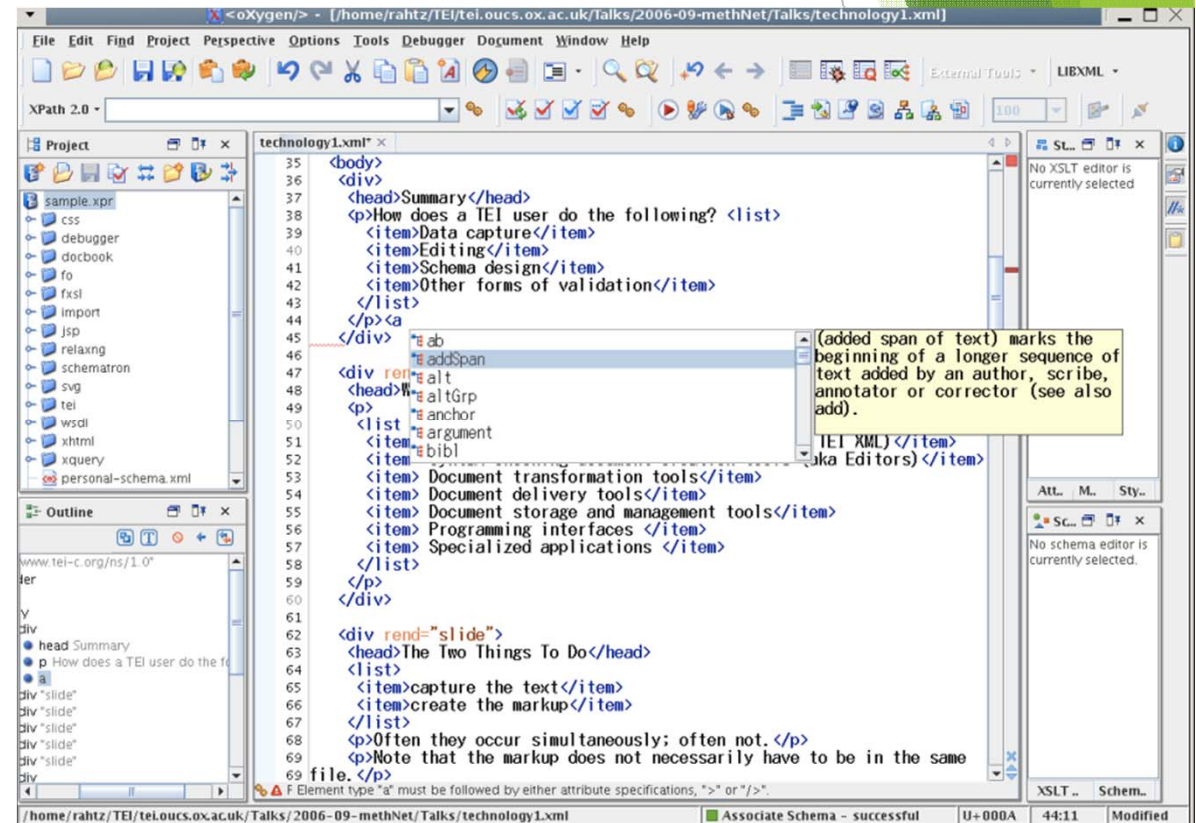 <oXygen/> - [/home/rahtz/TEI/tei.oucs.ox.ac.uk/Talks/2006-09-methNet/Talks/technology1.xml]
File Edit Find Project Perspective Options Tools Debugger Document Window Help
External Tools LIBXML
XPath 2.0 100
Project
sample.xpr
css
debugger
docbook
fo
fxsl
import
jsp
relaxng
schematron
svg
tei
wsdl
xhtml
xquery
personal-schema.xml
Outline
www.tei-c.org/ns/1.0"
der
y
div
head Summary
p How does a TEI user do the fo
a
div "slide"
div "slide"
div "slide"
div "slide"
div "slide"
div
technology1.xml*
35 <body>
36 <div>
37 <head>Summary</head>
38 <p>How does a TEI user do the following? <list>
39 <item>Data capture</item>
40 <item>Editing</item>
41 <item>Schema design</item>
42 <item>Other forms of validation</item>
43 </list>
44 </p><a
45 </div>
46
47 <div ren
48 <head>W
49 <p>
50 <list
51 <item TEI XML)</item>
52 <item (aka Editors)</item>
53 <item> Document transformation tools</item>
54 <item> Document delivery tools</item>
55 <item> Document storage and management tools</item>
56 <item> Programming interfaces </item>
57 <item> Specialized applications </item>
58 </list>
59 </p>
60 </div>
61
62 <div rend="slide">
63 <head>The Two Things To Do</head>
64 <list>
65 <item>capture the text</item>
66 <item>create the markup</item>
67 </list>
68 <p>Often they occur simultaneously; often not.</p>
69 <p>Note that the markup does not necessarily have to be in the same
69 file.</p>
ab
addSpan
alt
altGrp
anchor
argument
bibl
(added span of text) marks the
beginning of a longer sequence of
text added by an author, scribe,
annotator or corrector (see also
add).
F Element type "a" must be followed by either attribute specifications, ">" or "/>".
St...
No XSLT editor is
currently selected
Att.. M.. Sty..
Sc...
No schema editor is
currently selected.
XSLT .. Schem..
/home/rahtz/TEI/tei.oucs.ox.ac.uk/Talks/2006-09-methNet/Talks/technology1.xml Associate Schema - successful U+000A 44:11 Modified